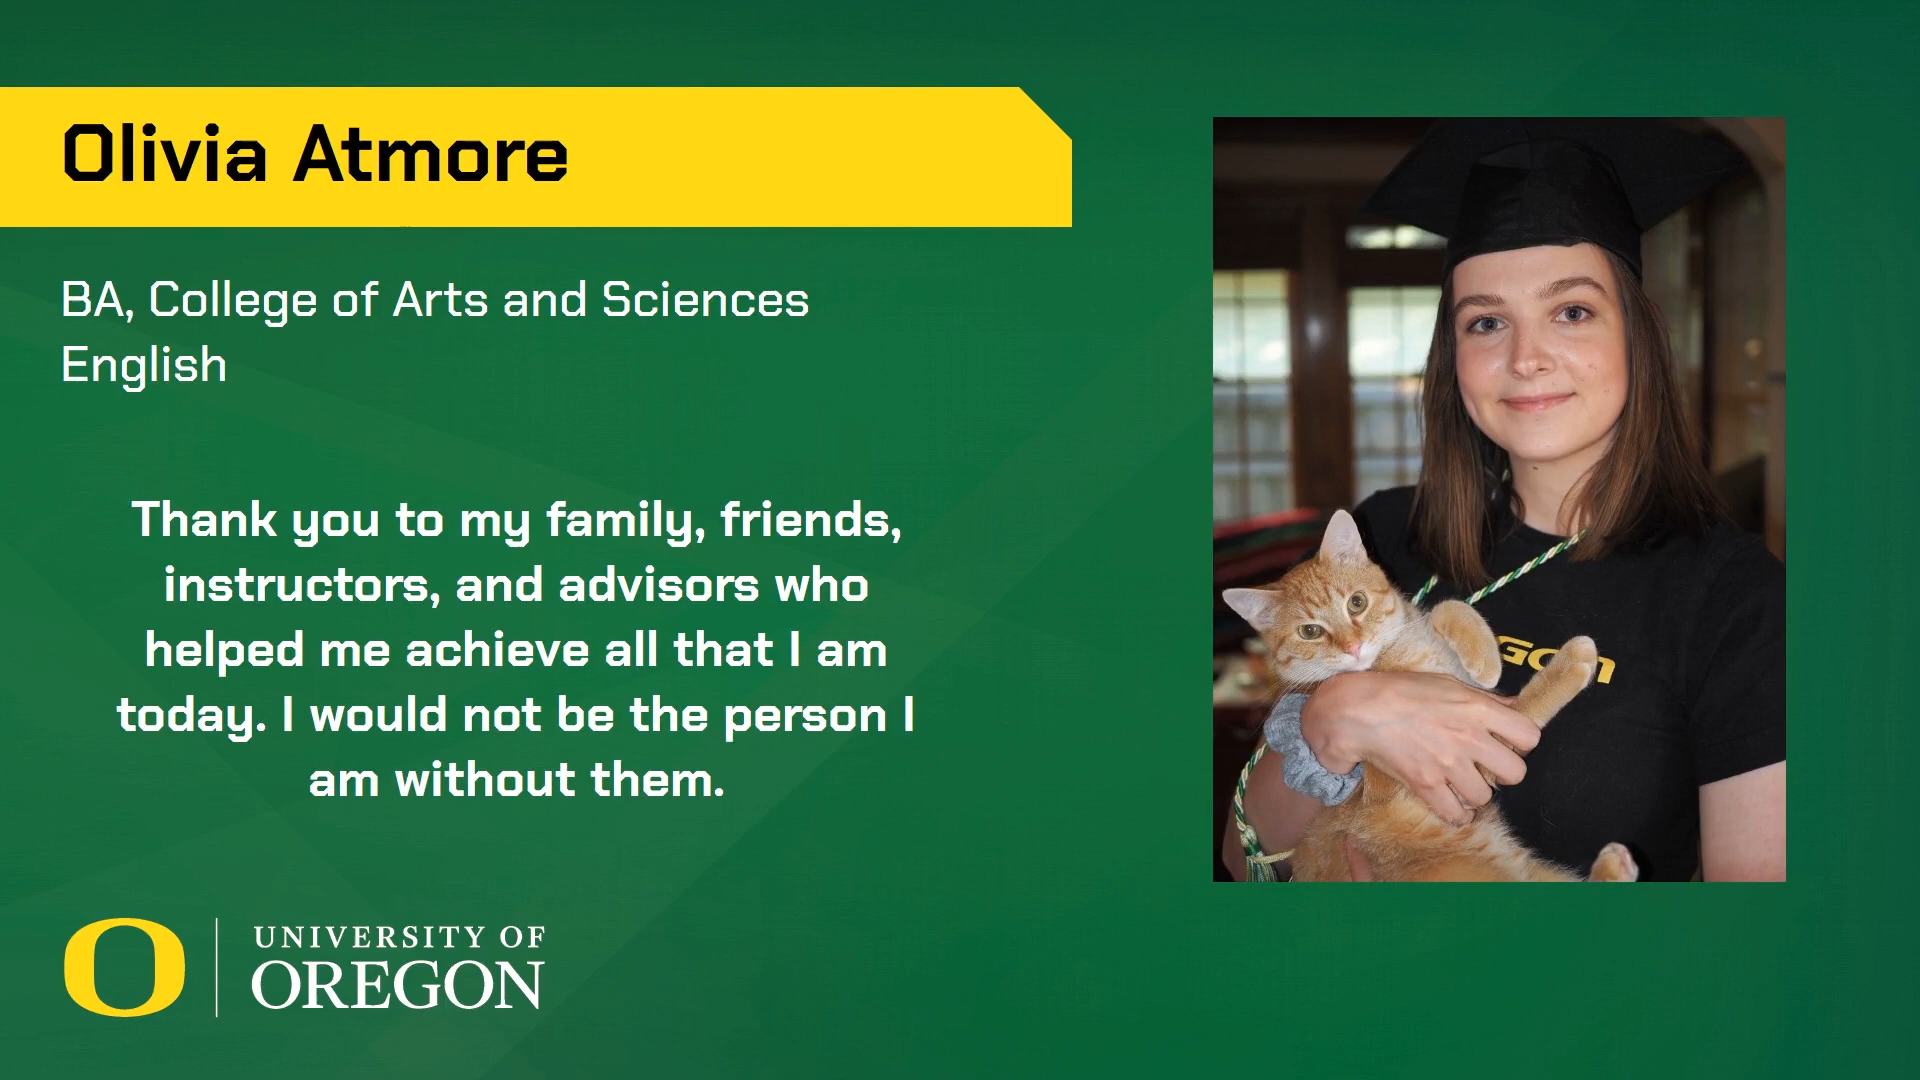 Olivia Atmore
BA, College of Arts and Sciences
English
Thank you to my family, friends,
instructors, and advisors who
helped me achieve all that I am
today. I would not be the person I
am without them.
O
UNIVERSITY OF
OREGON